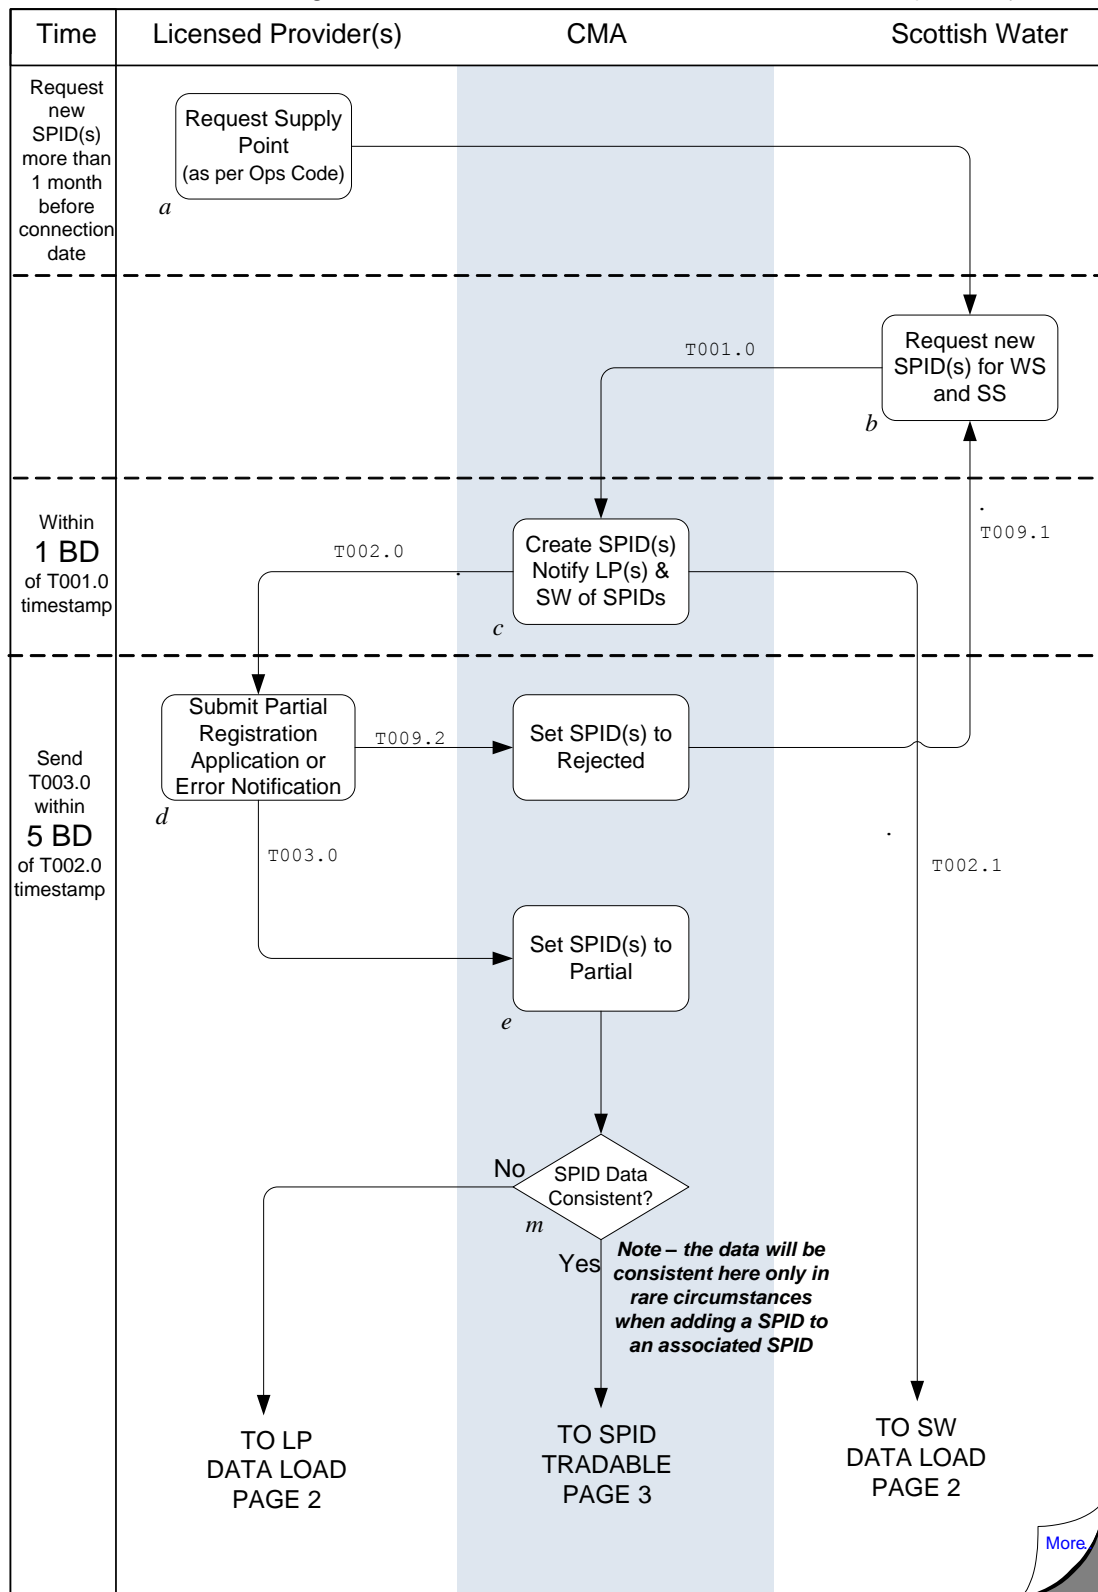 Time
Licensed Provider(s)
CMA
Scottish Water
Request
new
SPID(s)
more than
1 month
before
connection
date
Request Supply
Point
(as per Ops Code)
a
Request new
SPID(s) for WS
and SS
b
T001.0
Within
1 BD
of T001.0
timestamp
T002.0
Create SPID(s)
Notify LP(s) &
SW of SPIDs
c
T009.1
Send
T003.0
within
5 BD
of T002.0
timestamp
Submit Partial
Registration
Application or
Error Notification
d
T009.2
Set SPID(s) to
Rejected
T003.0
T002.1
Set SPID(s) to
Partial
e
No
SPID Data
Consistent?
m
Yes
Note – the data will be
consistent here only in
rare circumstances
when adding a SPID to
an associated SPID
TO LP
DATA LOAD
PAGE 2
TO SPID
TRADABLE
PAGE 3
TO SW
DATA LOAD
PAGE 2
More.